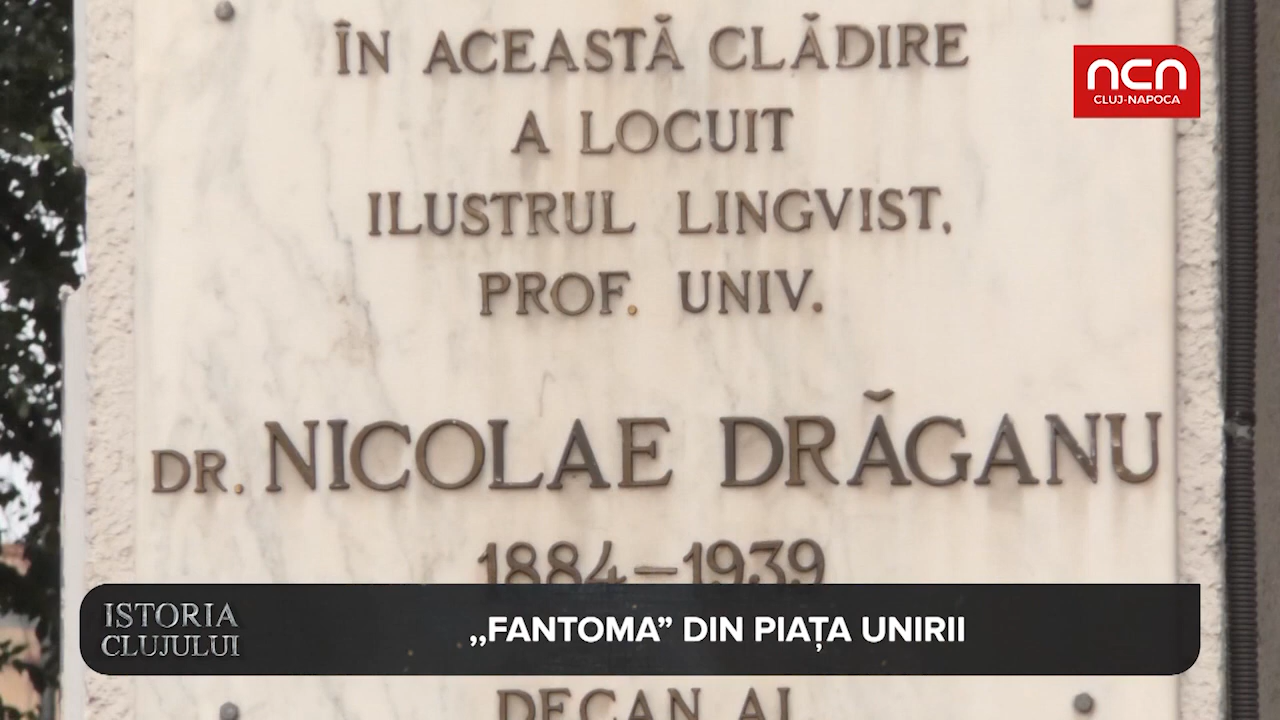 ÎN ACEASTĂ CLĂDIRE
A LOCUIT
ILUSTRUL LINGVIST,
PROF. UNIV.
DR. NICOLAE DRĂGANU
1884–1939
DECAN AL
ncn
CLUJ-NAPOCA
ISTORIA
CLUJULUI
,,FANTOMA” DIN PIAȚA UNIRII